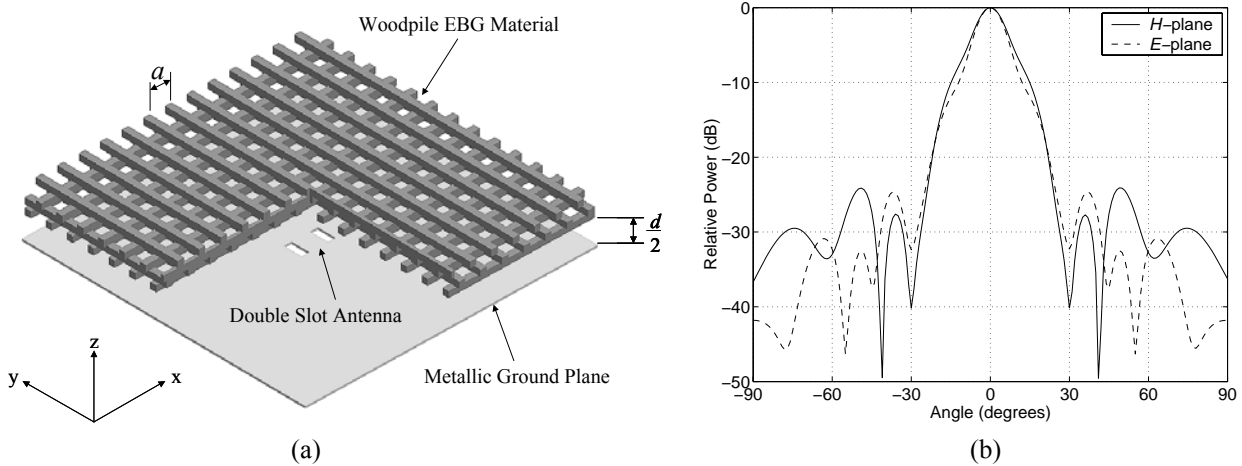 Woodpile EBG Material
a
d
2
Double Slot Antenna
Metallic Ground Plane
z
y
x
(a)
0
−10
−20
−30
−40
−50
Relative Power (dB)
H−plane
E−plane
−90
−60
−30
0
30
60
90
Angle (degrees)
(b)